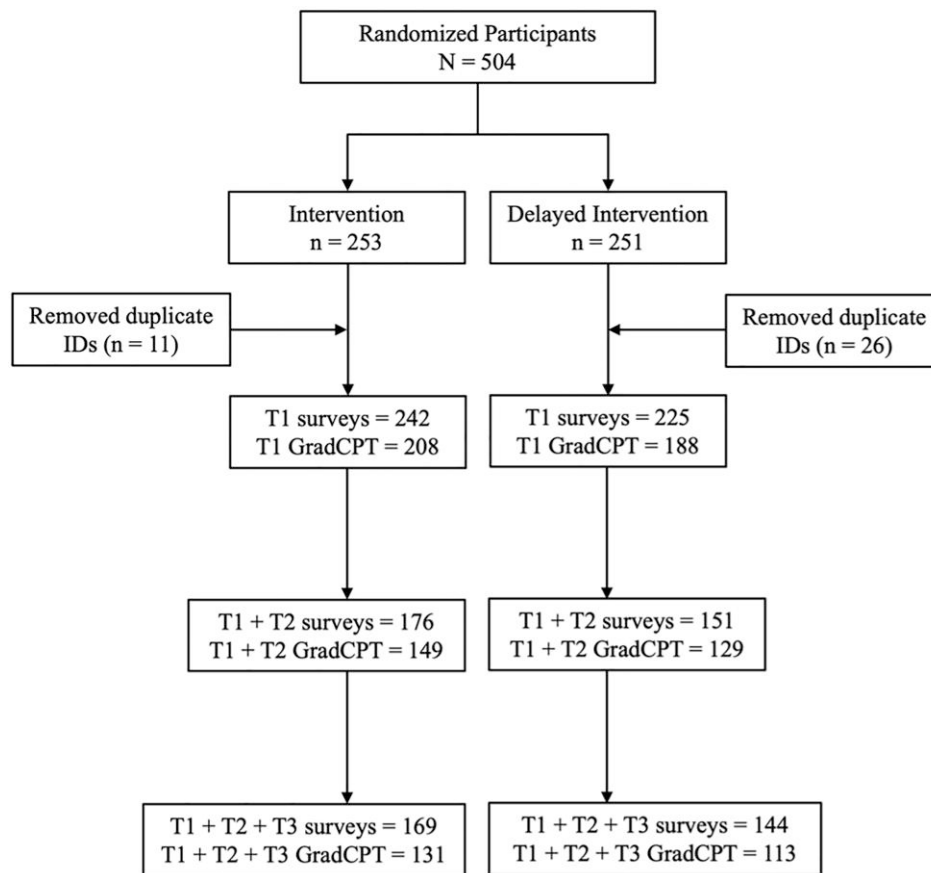 Randomized Participants
N = 504
Intervention
n = 253
Delayed Intervention
n = 251
Removed duplicate
IDs (n = 11)
Removed duplicate
IDs (n = 26)
T1 surveys = 242
T1 GradCPT = 208
T1 surveys = 225
T1 GradCPT = 188
T1 + T2 surveys = 176
T1 + T2 GradCPT = 149
T1 + T2 surveys = 151
T1 + T2 GradCPT = 129
T1 + T2 + T3 surveys = 169
T1 + T2 + T3 GradCPT = 131
T1 + T2 + T3 surveys = 144
T1 + T2 + T3 GradCPT = 113